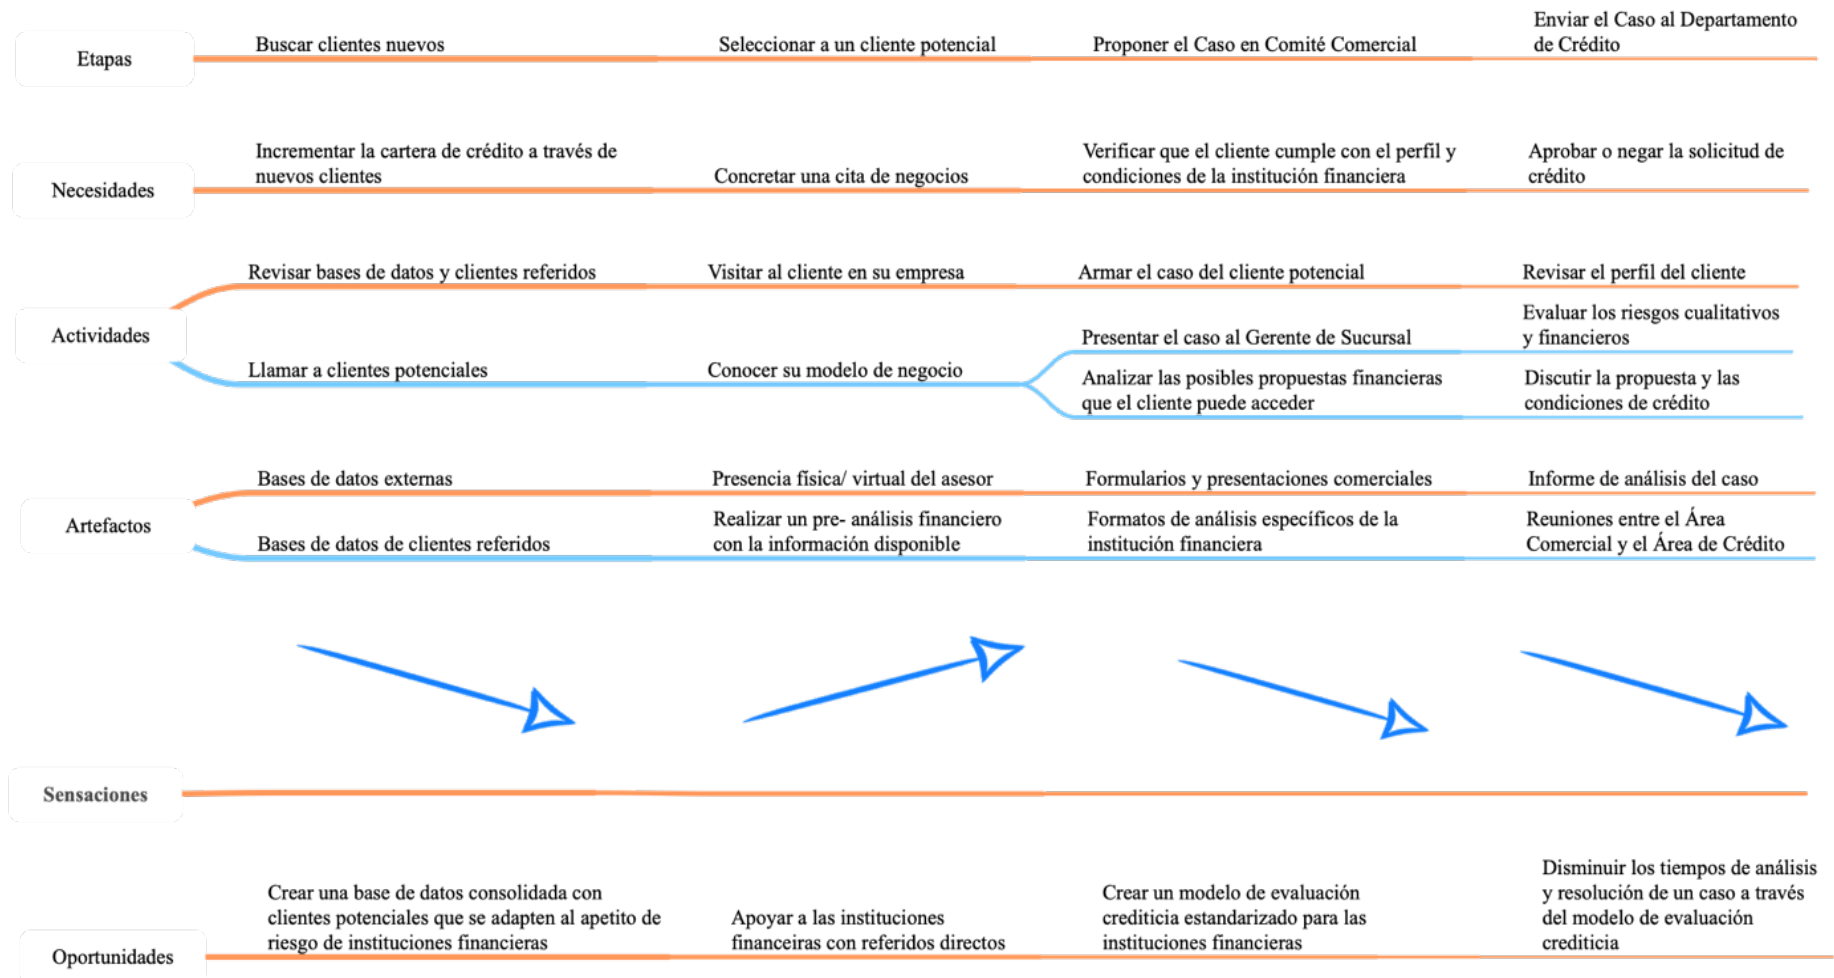 Etapas
Buscar clientes nuevos
Seleccionar a un cliente potencial
Proponer el Caso en Comité Comercial
Enviar el Caso al Departamento
de Crédito
Necesidades
Incrementar la cartera de crédito a través de
nuevos clientes
Concretar una cita de negocios
Verificar que el cliente cumple con el perfil y
condiciones de la institución financiera
Aprobar o negar la solicitud de
crédito
Actividades
Revisar bases de datos y clientes referidos
Visitar al cliente en su empresa
Armar el caso del cliente potencial
Revisar el perfil del cliente
Llamar a clientes potenciales
Conocer su modelo de negocio
Presentar el caso al Gerente de Sucursal
Evaluar los riesgos cualitativos
y financieros
Analizar las posibles propuestas financieras
que el cliente puede acceder
Discutir la propuesta y las
condiciones de crédito
Artefactos
Bases de datos externas
Presencia física/ virtual del asesor
Formularios y presentaciones comerciales
Informe de análisis del caso
Bases de datos de clientes referidos
Realizar un pre- análisis financiero
con la información disponible
Formatos de análisis específicos de la
institución financiera
Reuniones entre el Área
Comercial y el Área de Crédito
Sensaciones
Oportunidades
Crear una base de datos consolidada con
clientes potenciales que se adapten al apetito de
riesgo de instituciones financieras
Apoyar a las instituciones
financeiras con referidos directos
Crear un modelo de evaluación
crediticia estandarizado para las
instituciones financieras
Disminuir los tiempos de análisis
y resolución de un caso a través
del modelo de evaluación
crediticia